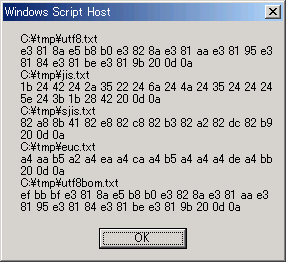 Windows Script Host
C:¥tmp¥utf8.txt
e3 81 8a e5 b8 b0 e3 82 8a e3 81 aa e3 81 95 e3
81 84 e3 81 be e3 81 9b 20 0d 0a
C:¥tmp¥jis.txt
1b 24 42 24 2a 35 22 24 6a 24 4a 24 35 24 24 24
5e 24 3b 1b 28 42 20 0d 0a
C:¥tmp¥sjis.txt
82 a8 8b 41 82 e8 82 c8 82 b3 82 a2 82 dc 82 b9
20 0d 0a
C:¥tmp¥euc.txt
a4 aa b5 a2 a4 ea a4 ca a4 b5 a4 a4 a4 de a4 bb
20 0d 0a
C:¥tmp¥utf8bom.txt
ef bb bf e3 81 8a e5 b8 b0 e3 82 8a e3 81 aa e3
81 95 e3 81 84 e3 81 be e3 81 9b 20 0d 0a
OK